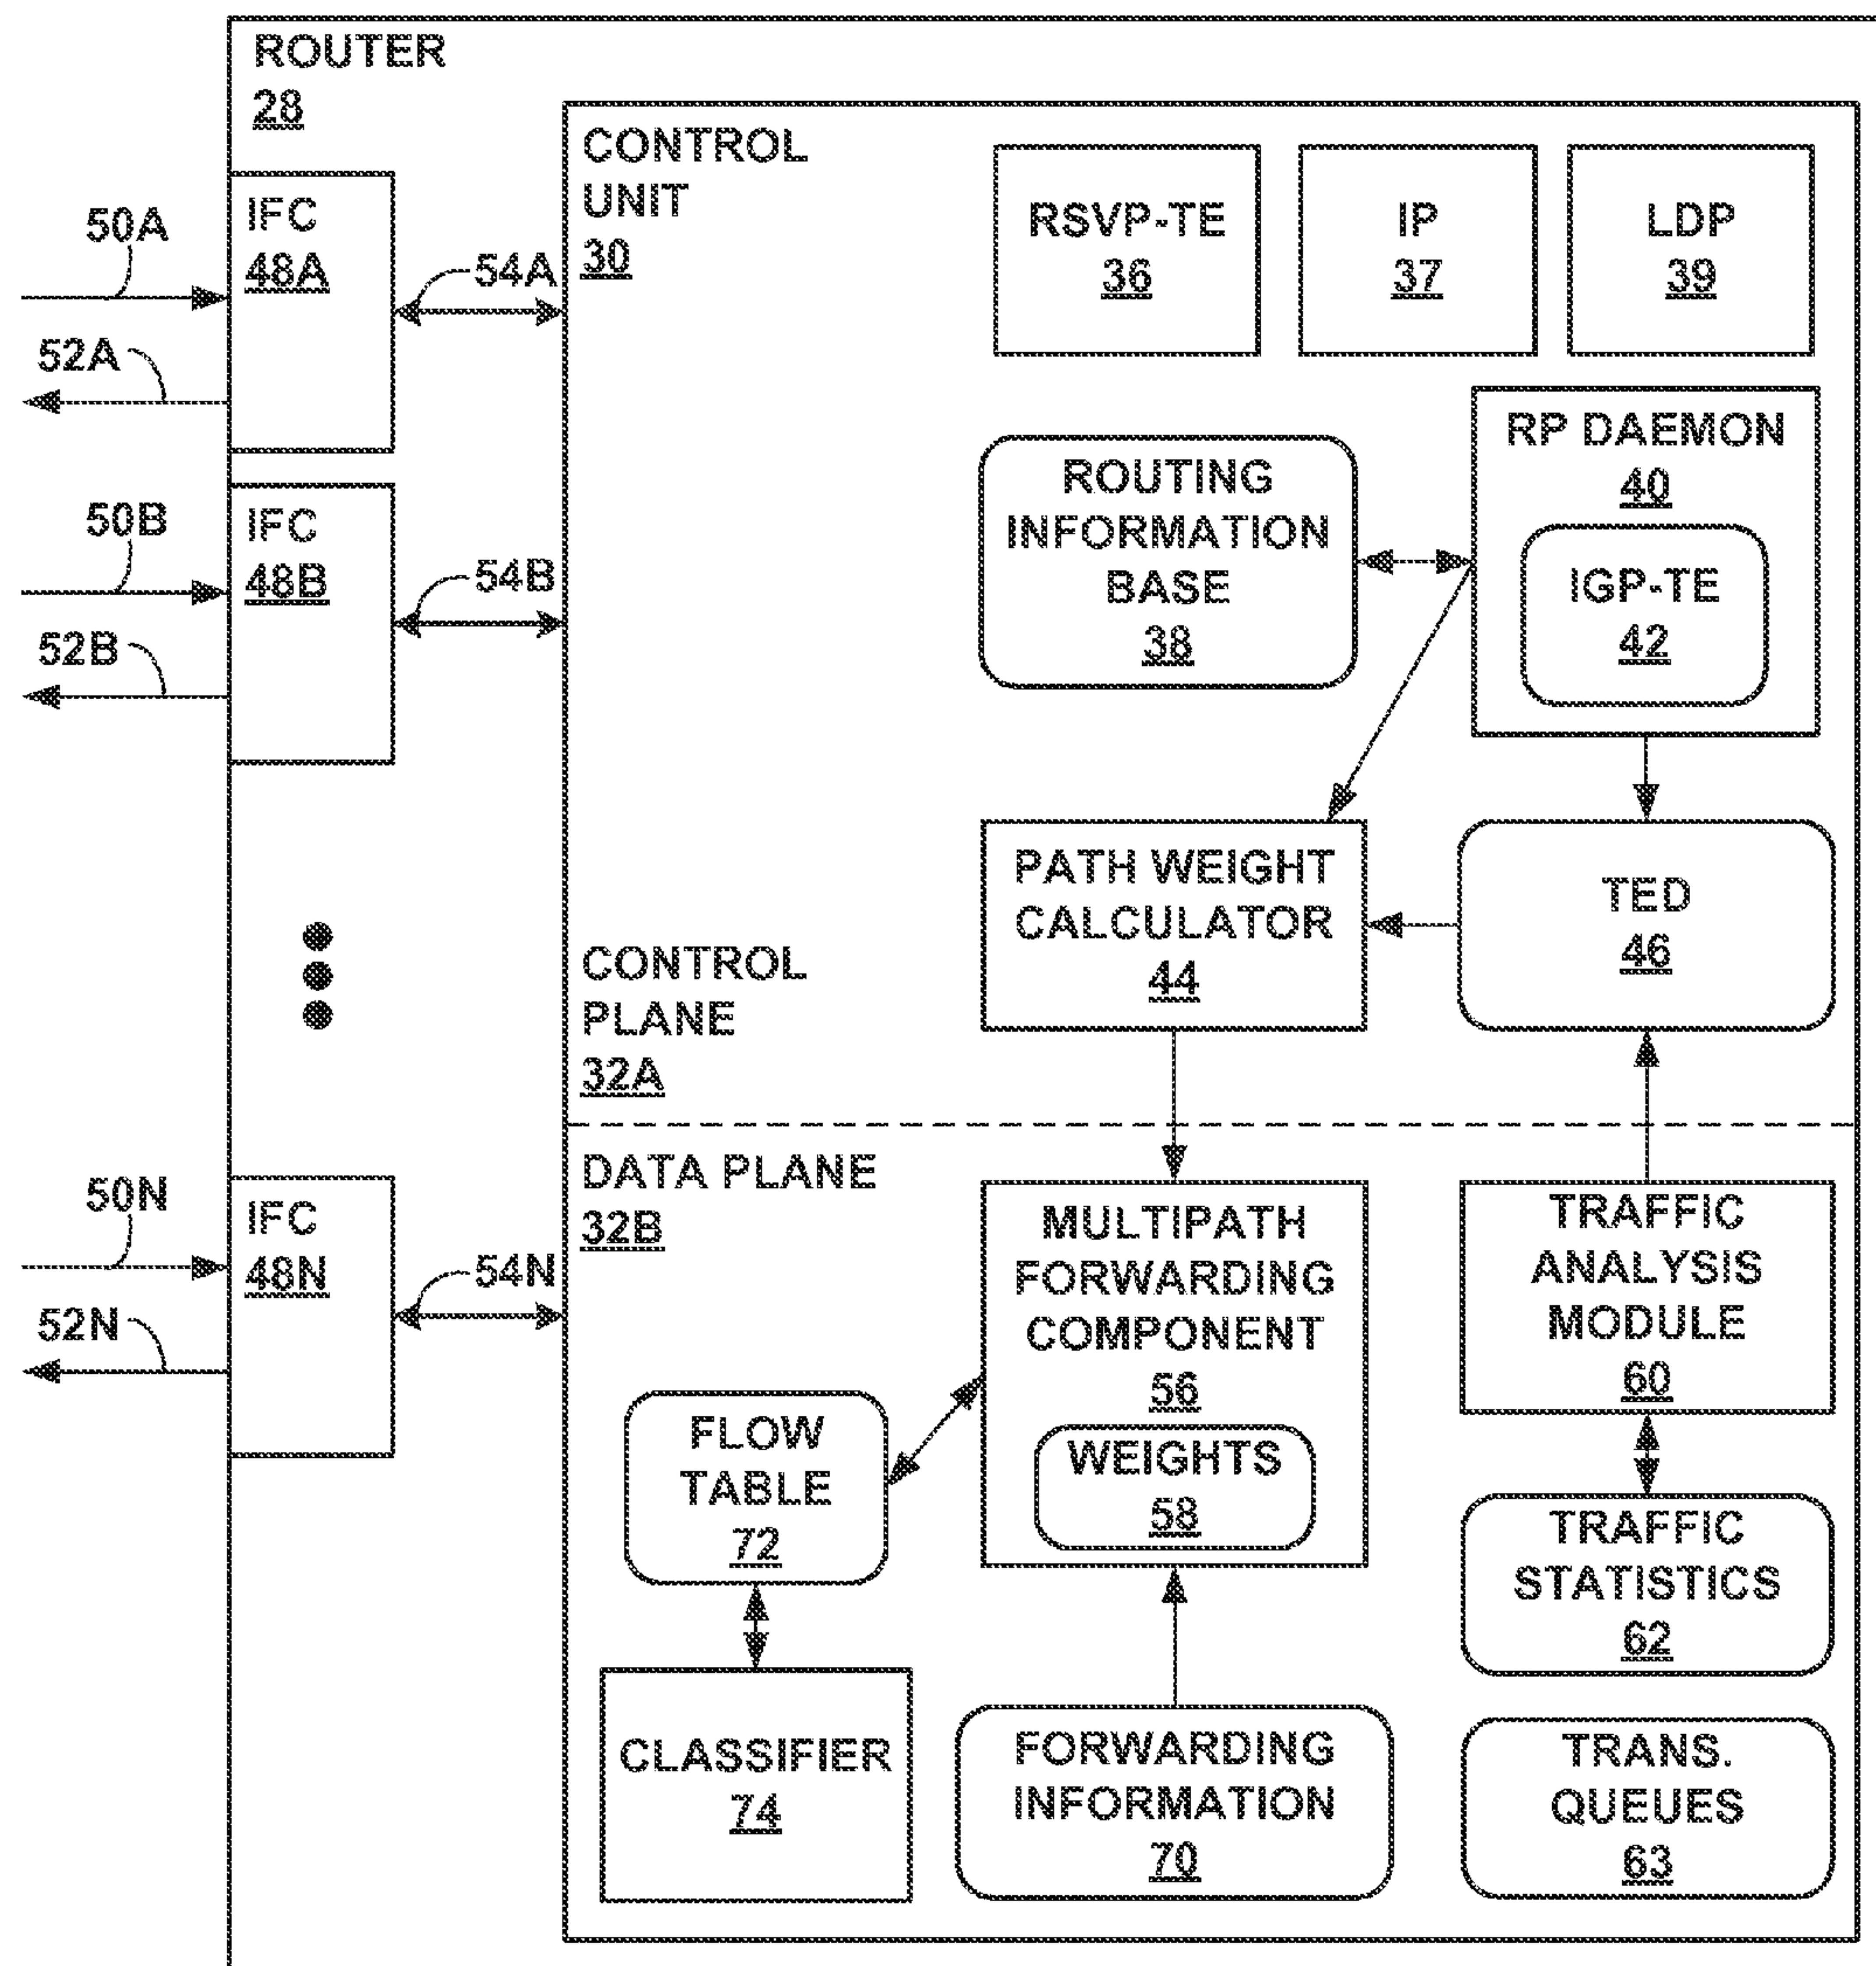 ROUTER
28
IFC
48A
50A
52A
54A
IFC
48B
50B
52B
54B
IFC
48N
50N
52N
54N
CONTROL
UNIT
30
RSVP-TE
36
IP
37
LDP
39
RP DAEMON
40
IGP-TE
42
ROUTING
INFORMATION
BASE
38
PATH WEIGHT
CALCULATOR
44
TED
46
CONTROL
PLANE
32A
DATA PLANE
32B
MULTIPATH
FORWARDING
COMPONENT
56
WEIGHTS
58
TRAFFIC
ANALYSIS
MODULE
60
FLOW
TABLE
72
TRAFFIC
STATISTICS
62
CLASSIFIER
74
FORWARDING
INFORMATION
70
TRANS.
QUEUES
63